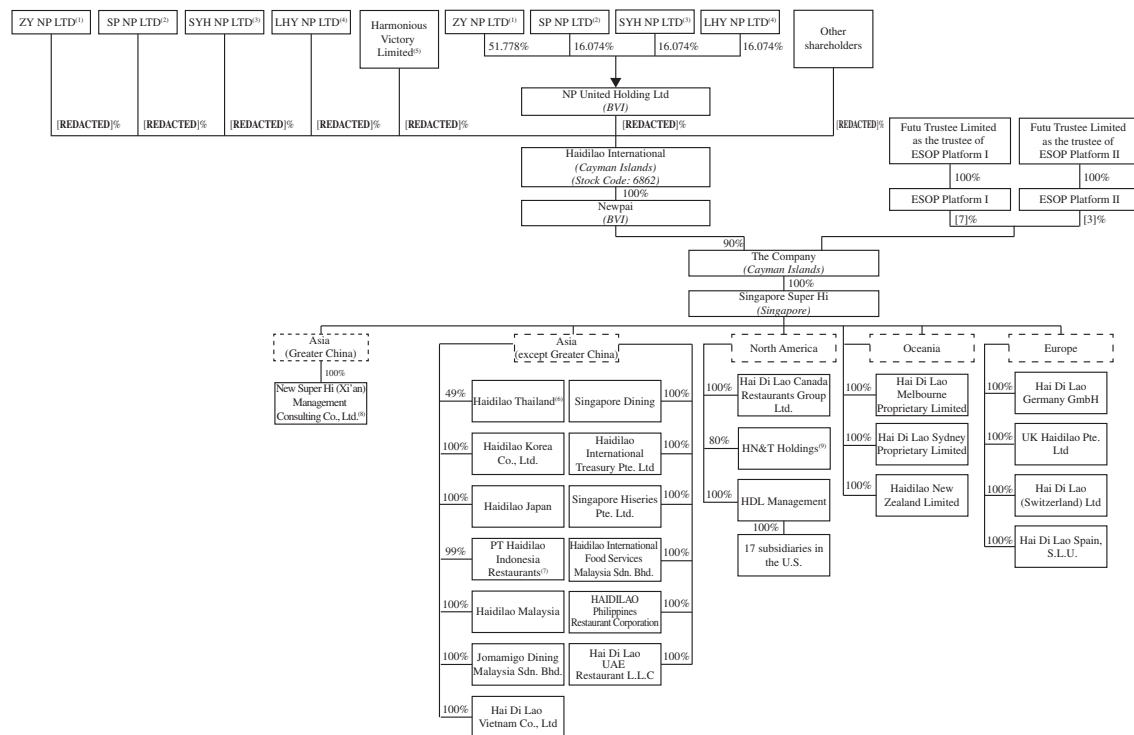 ZY NP LTD(1)
SP NP LTD(2)
SYH NP LTD(3)
LHY NP LTD(4)
Harmonious
Victory
Limited(5)
ZY NP LTD(1)
SP NP LTD(2)
SYH NP LTD(3)
LHY NP LTD(4)
Other
shareholders
51.778%
16.074%
16.074%
16.074%
NP United Holding Ltd
(BVI)
[REDACTED]%
[REDACTED]%
[REDACTED]%
[REDACTED]%
[REDACTED]%
[REDACTED]%
[REDACTED]%
Futu Trustee Limited
as the trustee of
ESOP Platform I
Futu Trustee Limited
as the trustee of
ESOP Platform II
Haidilao International
(Cayman Islands)
(Stock Code: 6862)
100%
100%
100%
Newpai
(BVI)
ESOP Platform I
ESOP Platform II
[7]%
[3]%
90%
The Company
(Cayman Islands)
100%
Singapore Super Hi
(Singapore)
Asia
(Greater China)
Asia
(except Greater China)
North America
Oceania
Europe
100%
New Super Hi (Xi'an)
Management
Consulting Co., Ltd.(8)
49%
Haidilao Thailand(6)
Singapore Dining
100%
100%
Haidilao Korea
Co., Ltd.
Haidilao
International
Treasury Pte. Ltd
100%
100%
Haidilao Japan
Singapore Hiseries
Pte. Ltd.
100%
99%
PT Haidilao
Indonesia
Restaurants(7)
Haidilao International
Food Services
Malaysia Sdn. Bhd.
100%
100%
Haidilao Malaysia
HAIDILAO
Philippines
Restaurant Corporation
100%
100%
Jomamigo Dining
Malaysia Sdn. Bhd.
Hai Di Lao
UAE
Restaurant L.L.C
100%
100%
Hai Di Lao
Vietnam Co., Ltd
100%
Hai Di Lao Canada
Restaurants Group
Ltd.
80%
HN&T Holdings(9)
100%
HDL Management
100%
17 subsidiaries in
the U.S.
100%
Hai Di Lao
Melbourne
Proprietary Limited
100%
Hai Di Lao Sydney
Proprietary Limited
100%
Haidilao New
Zealand Limited
100%
Hai Di Lao
Germany GmbH
100%
UK Haidilao Pte.
Ltd
100%
Hai Di Lao
(Switzerland) Ltd
100%
Hai Di Lao Spain,
S.L.U.